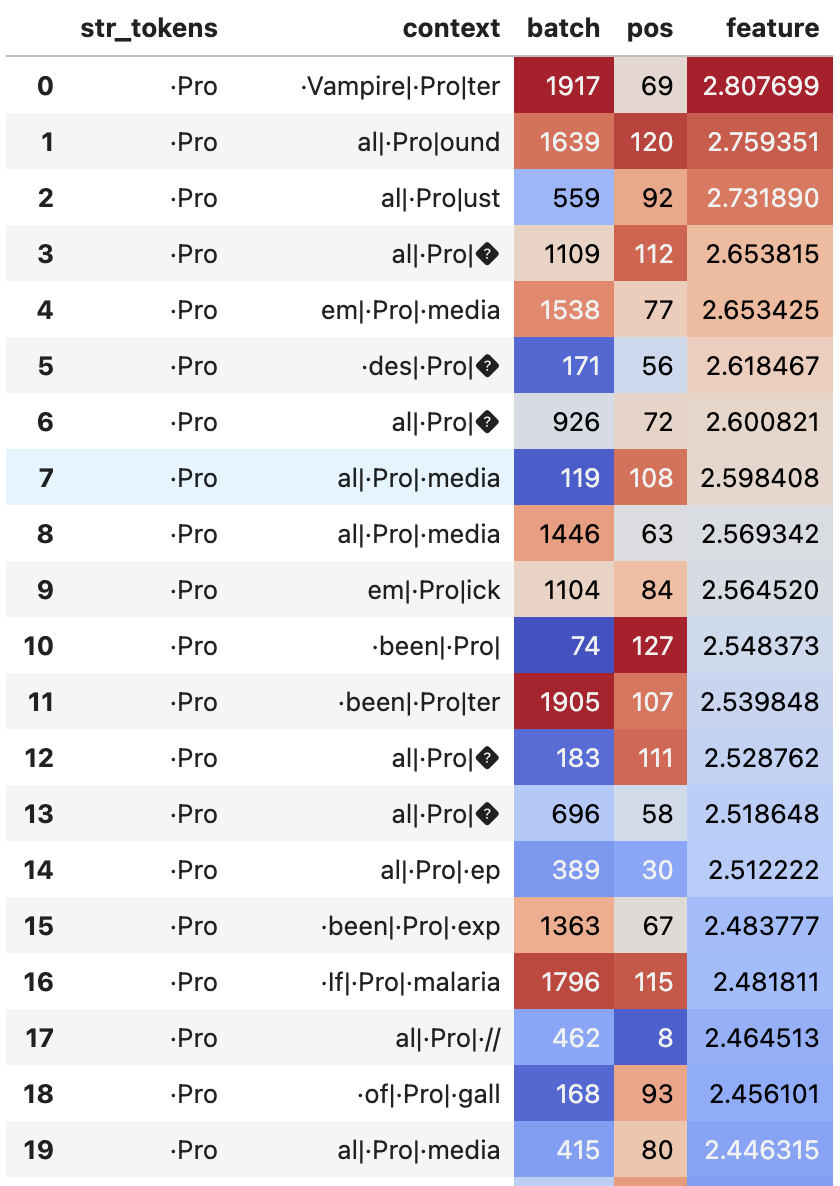 str_tokens context batch pos feature
0 ·Pro ·Vampire|·Pro|ter 1917 69 2.807699
1 ·Pro al|·Pro|ound 1639 120 2.759351
2 ·Pro al|·Pro|ust 559 92 2.731890
3 ·Pro al|·Pro|� 1109 112 2.653815
4 ·Pro em|·Pro|·media 1538 77 2.653425
5 ·Pro ·des|·Pro|� 171 56 2.618467
6 ·Pro al|·Pro|� 926 72 2.600821
7 ·Pro al|·Pro|·media 119 108 2.598408
8 ·Pro al|·Pro|·media 1446 63 2.569342
9 ·Pro em|·Pro|ick 1104 84 2.564520
10 ·Pro ·been|·Pro| 74 127 2.548373
11 ·Pro ·been|·Pro|ter 1905 107 2.539848
12 ·Pro al|·Pro|� 183 111 2.528762
13 ·Pro al|·Pro|� 696 58 2.518648
14 ·Pro al|·Pro|·ep 389 30 2.512222
15 ·Pro ·been|·Pro|·exp 1363 67 2.483777
16 ·Pro ·If|·Pro|·malaria 1796 115 2.481811
17 ·Pro al|·Pro|·// 462 8 2.464513
18 ·Pro ·of|·Pro|·gall 168 93 2.456101
19 ·Pro al|·Pro|·media 415 80 2.446315